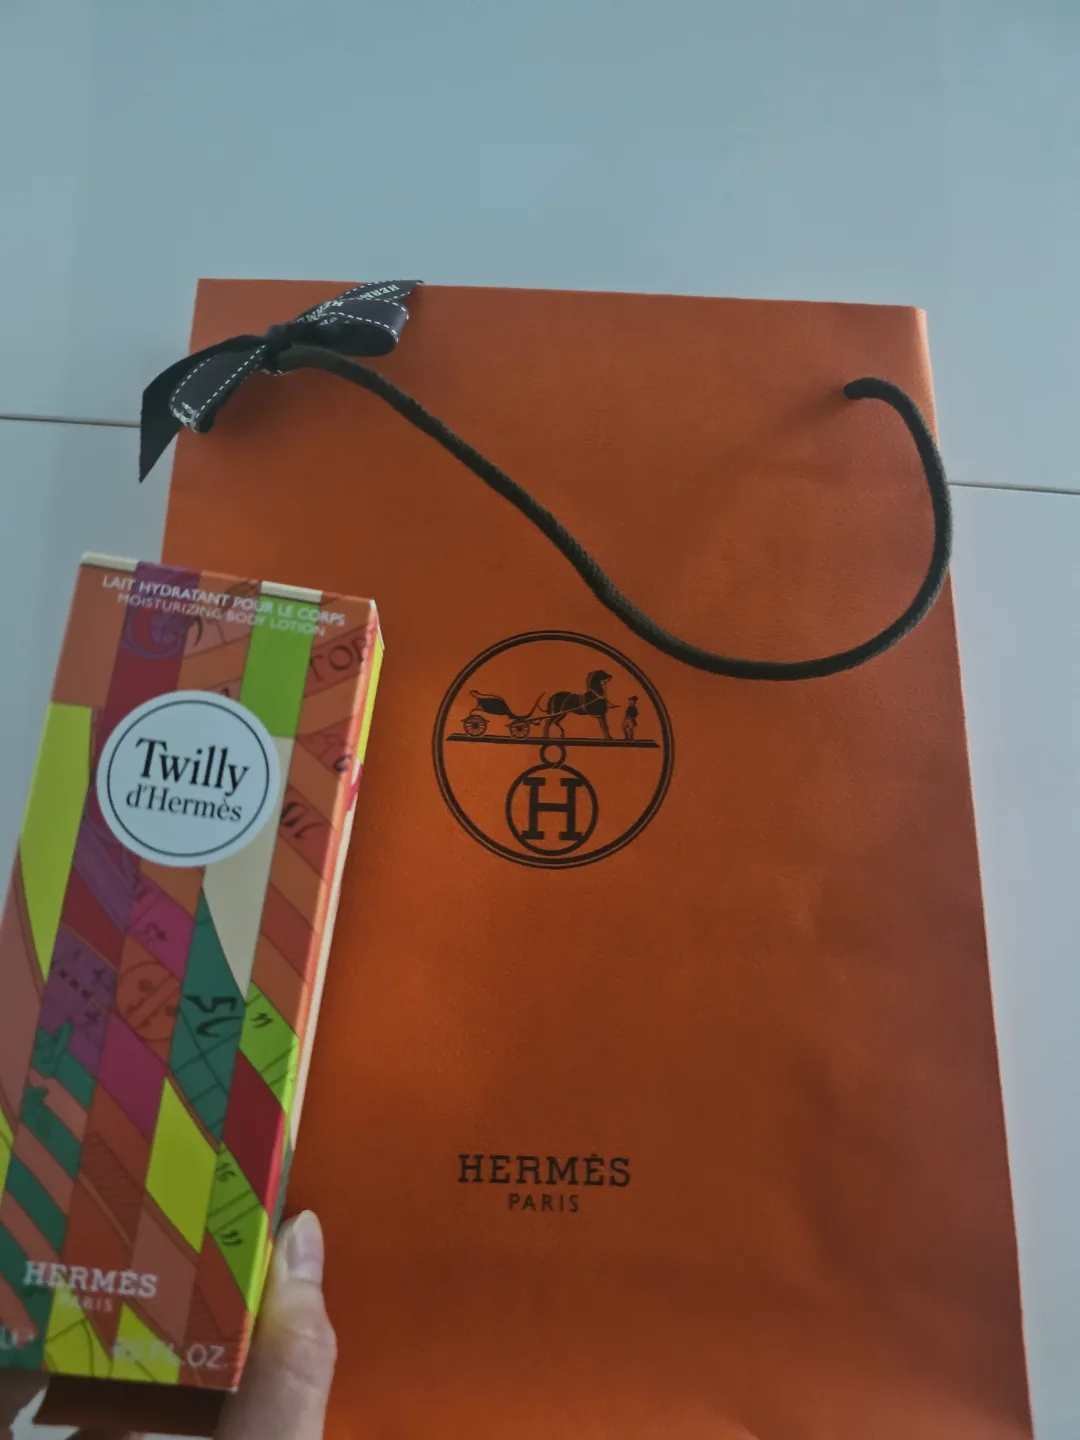 LAIT HYDRATANT POUR LE CORPS
MOISTURIZING BODY LOTION
Twilly
d'Hermès
HERMÈS
PARIS
FL.OZ.
H
HERMÈS
PARIS